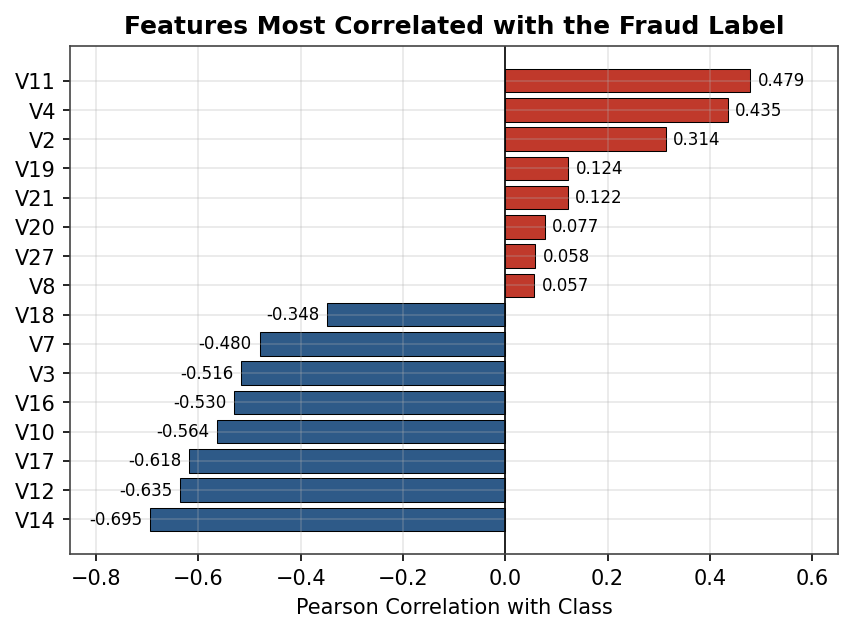 Features Most Correlated with the Fraud Label
V11 0.479
V4 0.435
V2 0.314
V19 0.124
V21 0.122
V20 0.077
V27 0.058
V8 0.057
V18 -0.348
V7 -0.480
V3 -0.516
V16 -0.530
V10 -0.564
V17 -0.618
V12 -0.635
V14 -0.695
−0.8 −0.6 −0.4 −0.2 0.0 0.2 0.4 0.6
Pearson Correlation with Class